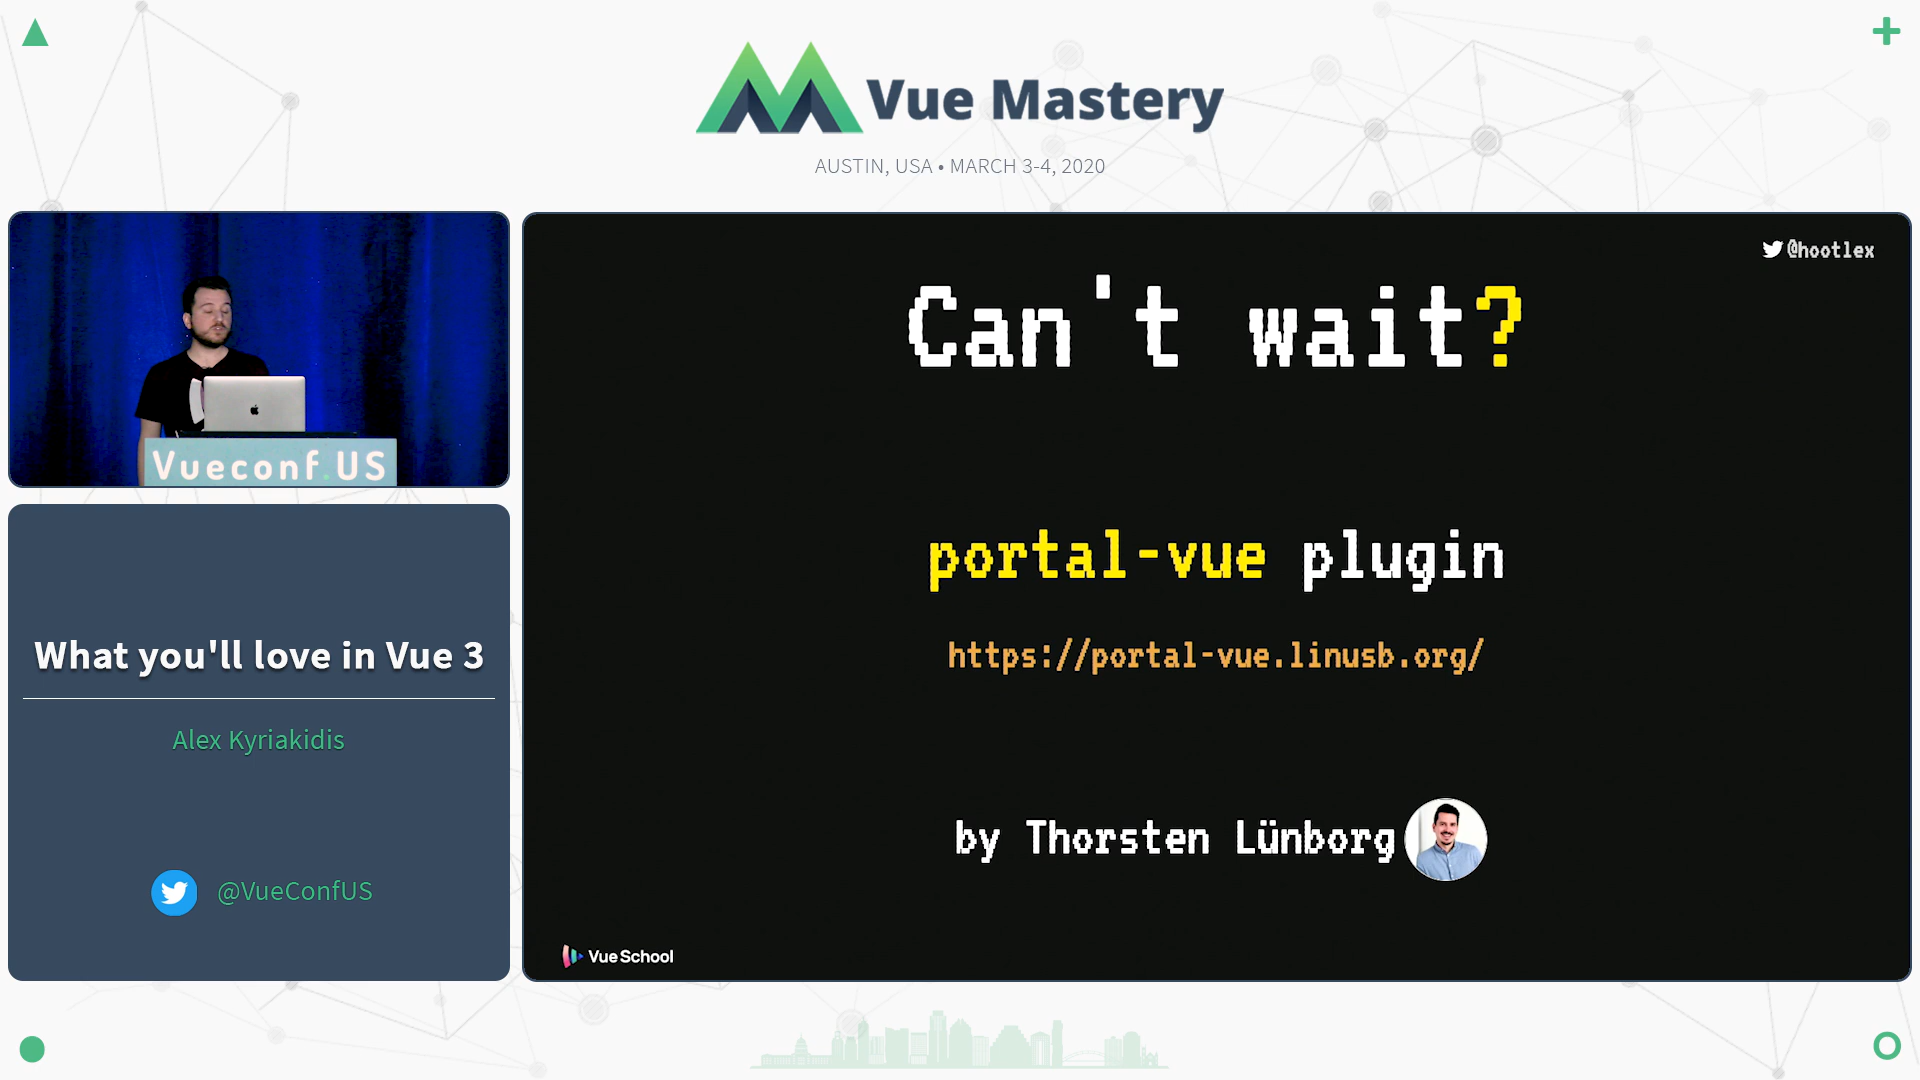 Vue Mastery
AUSTIN, USA • MARCH 3-4, 2020
Vueconf.US
What you'll love in Vue 3
Alex Kyriakidis
@VueConfUS
@hootlex
Can't wait?
portal-vue plugin
https://portal-vue.linusb.org/
by Thorsten Lünborg
Vue School